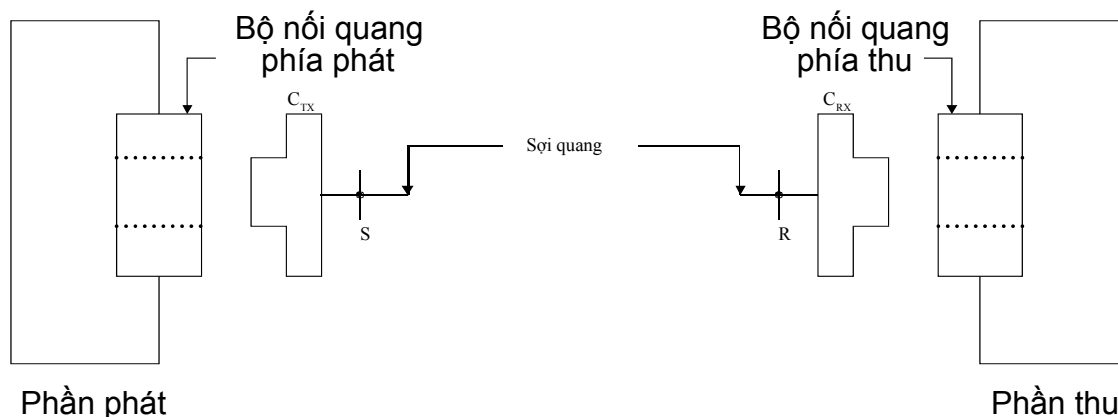 Bộ nối quang
phía phát
Bộ nối quang
phía thu
C_TX
C_RX
Sợi quang
S
R
Phần phát
Phần thu